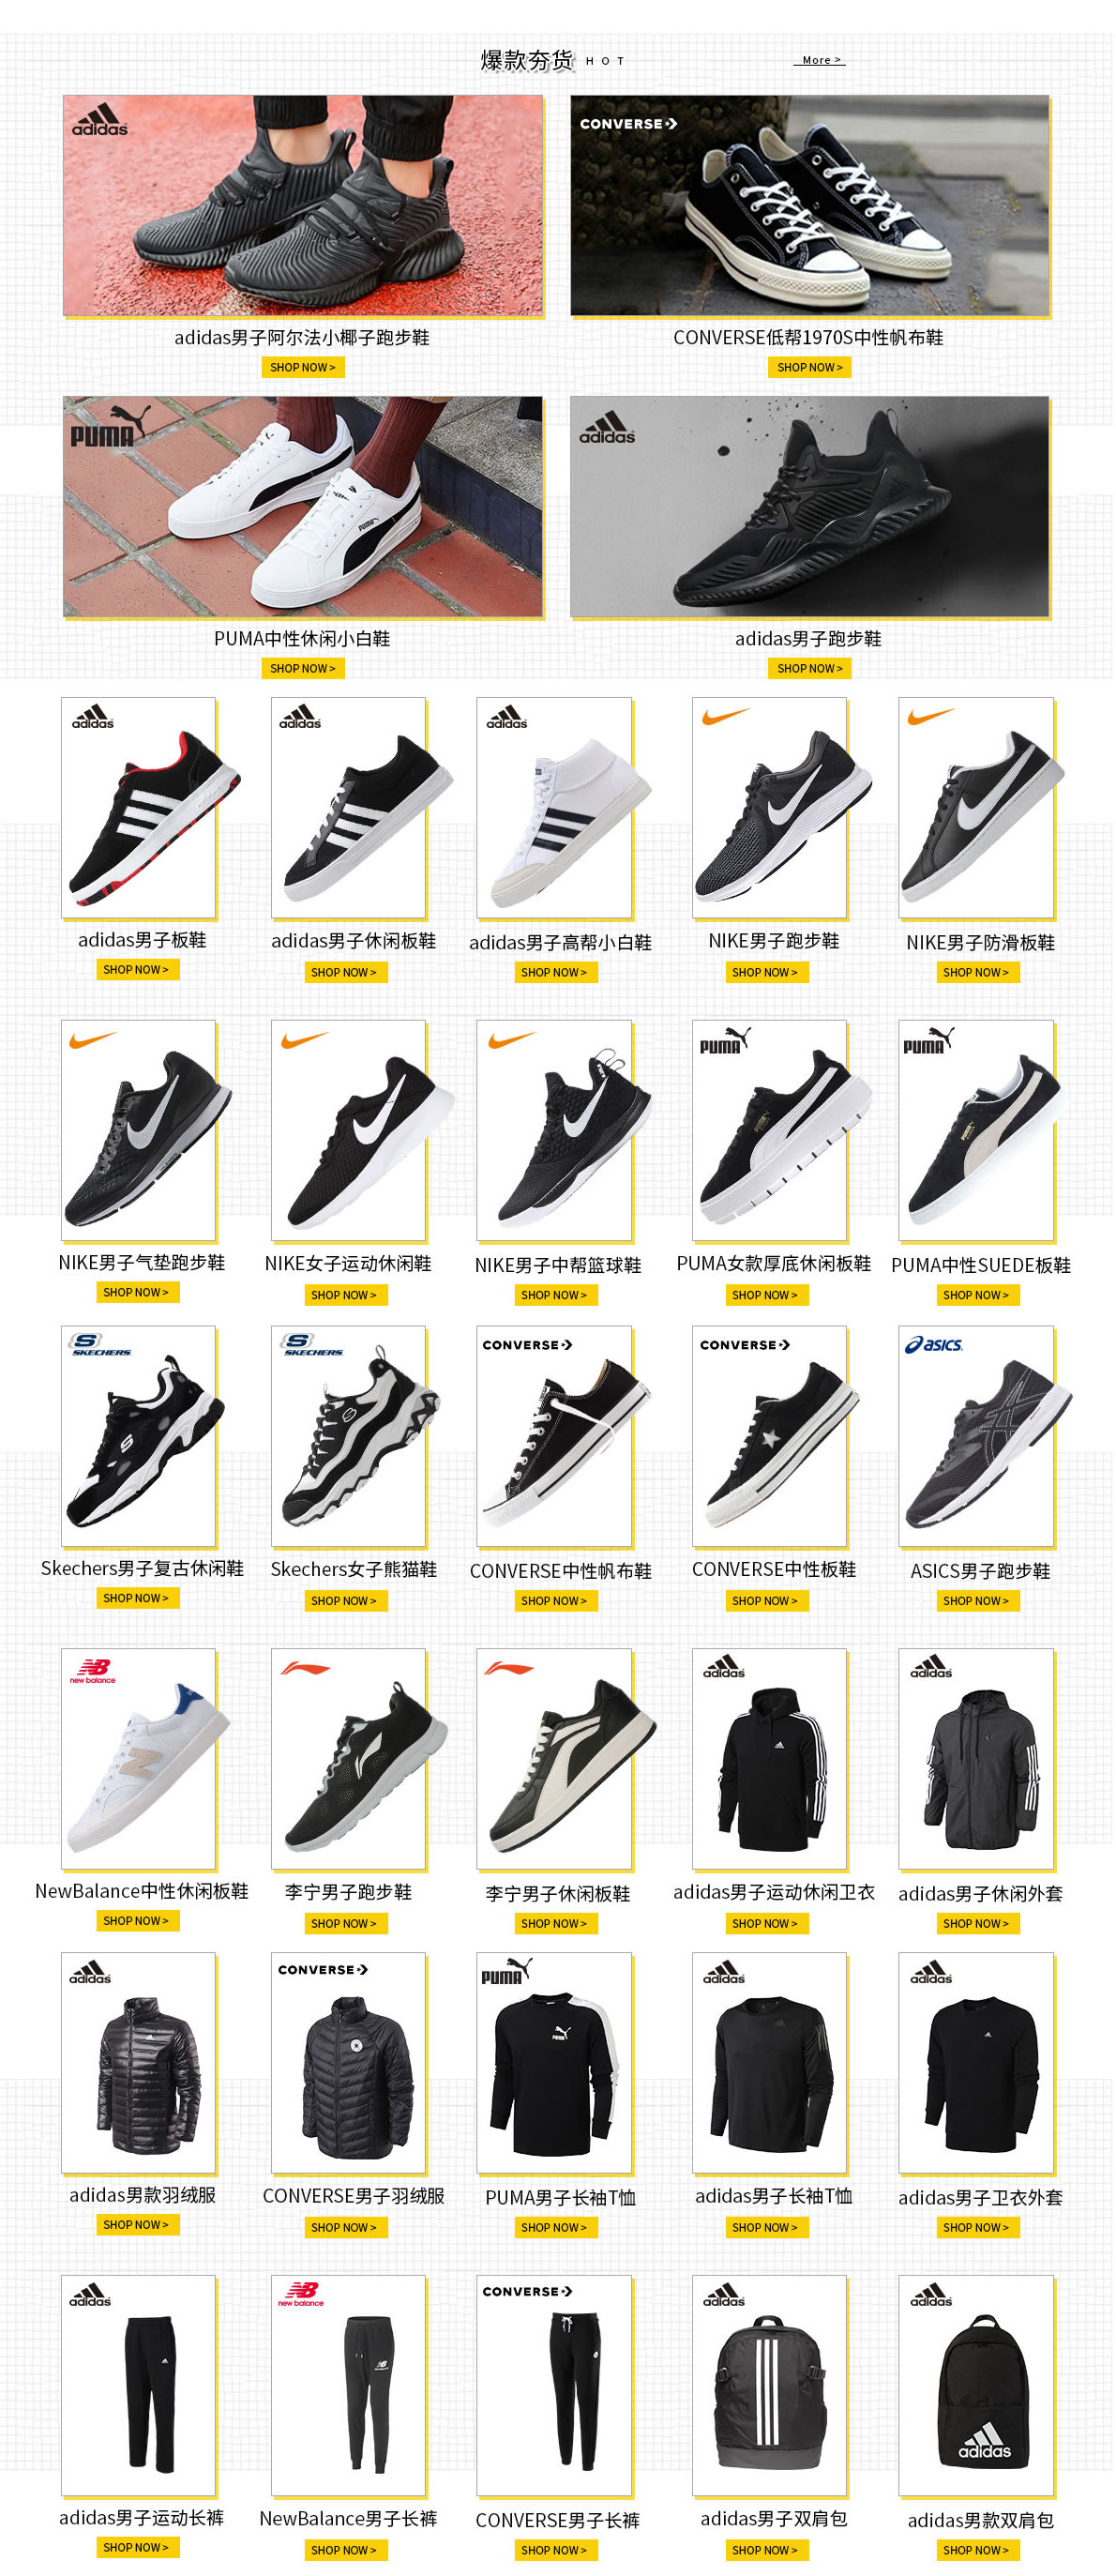 爆款夯货 HOT More >
adidas
CONVERSE
adidas男子阿尔法小椰子跑步鞋
CONVERSE低帮1970S中性帆布鞋
SHOP NOW >
SHOP NOW >
PUMA
adidas
PUMA中性休闲小白鞋
adidas男子跑步鞋
SHOP NOW >
SHOP NOW >
adidas
adidas
adidas
adidas男子板鞋
adidas男子休闲板鞋
adidas男子高帮小白鞋
NIKE男子跑步鞋
NIKE男子防滑板鞋
SHOP NOW >
SHOP NOW >
SHOP NOW >
SHOP NOW >
SHOP NOW >
PUMA
PUMA
NIKE男子气垫跑步鞋
NIKE女子运动休闲鞋
NIKE男子中帮篮球鞋
PUMA女款厚底休闲板鞋
PUMA中性SUEDE板鞋
SHOP NOW >
SHOP NOW >
SHOP NOW >
SHOP NOW >
SHOP NOW >
SKECHERS
SKECHERS
CONVERSE
CONVERSE
asics
Skechers男子复古休闲鞋
Skechers女子熊猫鞋
CONVERSE中性帆布鞋
CONVERSE中性板鞋
ASICS男子跑步鞋
SHOP NOW >
SHOP NOW >
SHOP NOW >
SHOP NOW >
SHOP NOW >
new balance
adidas
adidas
NewBalance中性休闲板鞋
李宁男子跑步鞋
李宁男子休闲板鞋
adidas男子运动休闲卫衣
adidas男子休闲外套
SHOP NOW >
SHOP NOW >
SHOP NOW >
SHOP NOW >
SHOP NOW >
adidas
CONVERSE
PUMA
adidas
adidas
adidas男款羽绒服
CONVERSE男子羽绒服
PUMA男子长袖T恤
adidas男子长袖T恤
adidas男子卫衣外套
SHOP NOW >
SHOP NOW >
SHOP NOW >
SHOP NOW >
SHOP NOW >
adidas
new balance
CONVERSE
adidas
adidas
adidas
adidas男子运动长裤
NewBalance男子长裤
CONVERSE男子长裤
adidas男子双肩包
adidas男款双肩包
SHOP NOW >
SHOP NOW >
SHOP NOW >
SHOP NOW >
SHOP NOW >